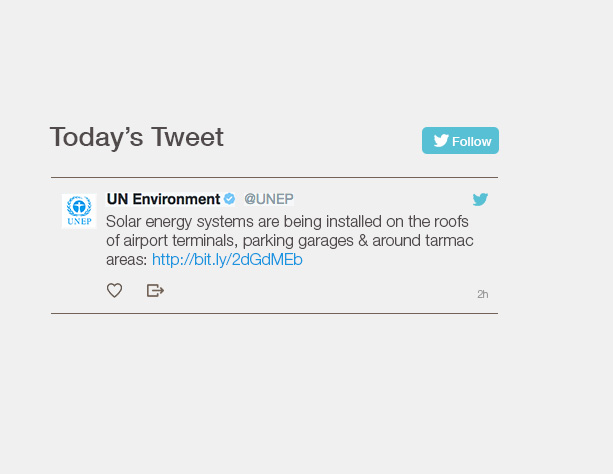 Today’s Tweet
Follow
UN Environment @UNEP
UNEP
Solar energy systems are being installed on the roofs
of airport terminals, parking garages & around tarmac
areas: http://bit.ly/2dGdMEb
2h